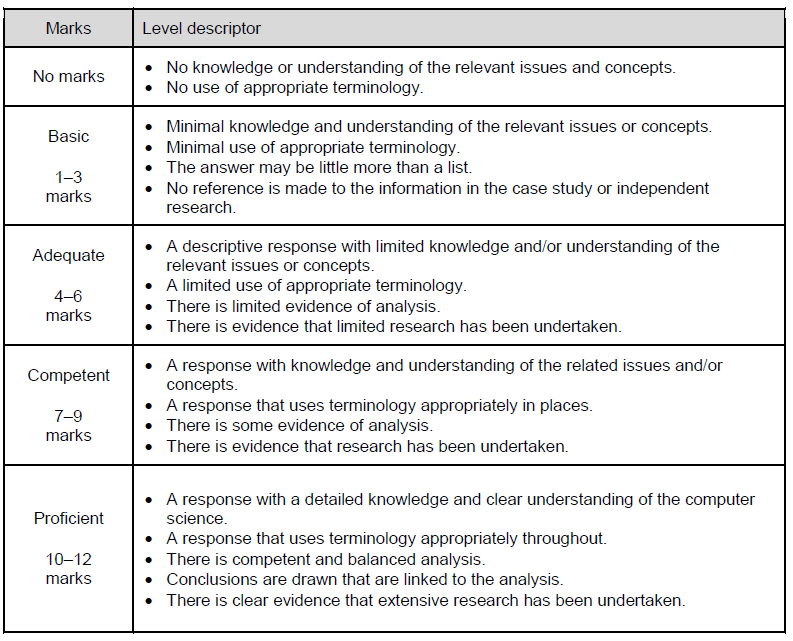 Marks Level descriptor
No marks
• No knowledge or understanding of the relevant issues and concepts.
• No use of appropriate terminology.
Basic
1–3
marks
• Minimal knowledge and understanding of the relevant issues or concepts.
• Minimal use of appropriate terminology.
• The answer may be little more than a list.
• No reference is made to the information in the case study or independent
research.
Adequate
4–6
marks
• A descriptive response with limited knowledge and/or understanding of the
relevant issues or concepts.
• A limited use of appropriate terminology.
• There is limited evidence of analysis.
• There is evidence that limited research has been undertaken.
Competent
7–9
marks
• A response with knowledge and understanding of the related issues and/or
concepts.
• A response that uses terminology appropriately in places.
• There is some evidence of analysis.
• There is evidence that research has been undertaken.
Proficient
10–12
marks
• A response with a detailed knowledge and clear understanding of the computer
science.
• A response that uses terminology appropriately throughout.
• There is competent and balanced analysis.
• Conclusions are drawn that are linked to the analysis.
• There is clear evidence that extensive research has been undertaken.